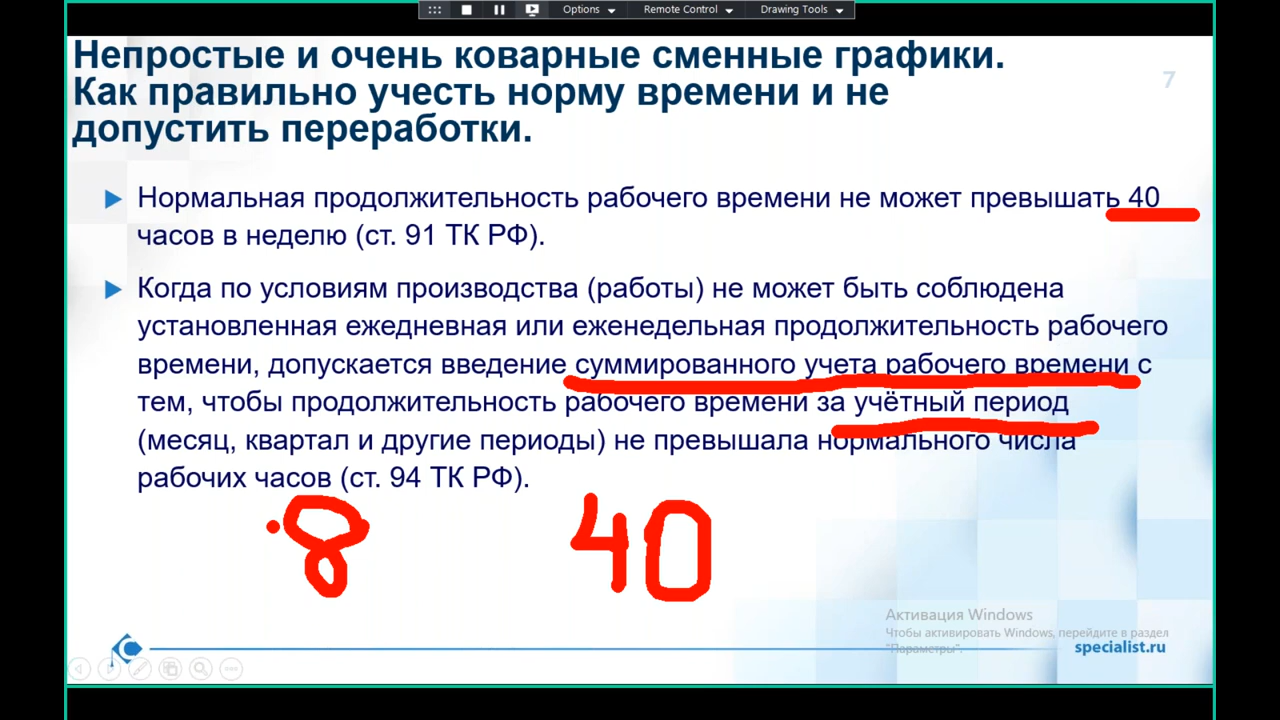 Options
Remote Control
Drawing Tools
Непростые и очень коварные сменные графики.
Как правильно учесть норму времени и не
допустить переработки.
7
Нормальная продолжительность рабочего времени не может превышать 40
часов в неделю (ст. 91 ТК РФ).
Когда по условиям производства (работы) не может быть соблюдена
установленная ежедневная или еженедельная продолжительность рабочего
времени, допускается введение суммированного учета рабочего времени с
тем, чтобы продолжительность рабочего времени за учётный период
(месяц, квартал и другие периоды) не превышала нормального числа
рабочих часов (ст. 94 ТК РФ).
8 40
Активация Windows
Чтобы активировать Windows, перейдите в раздел
"Параметры".
specialist.ru